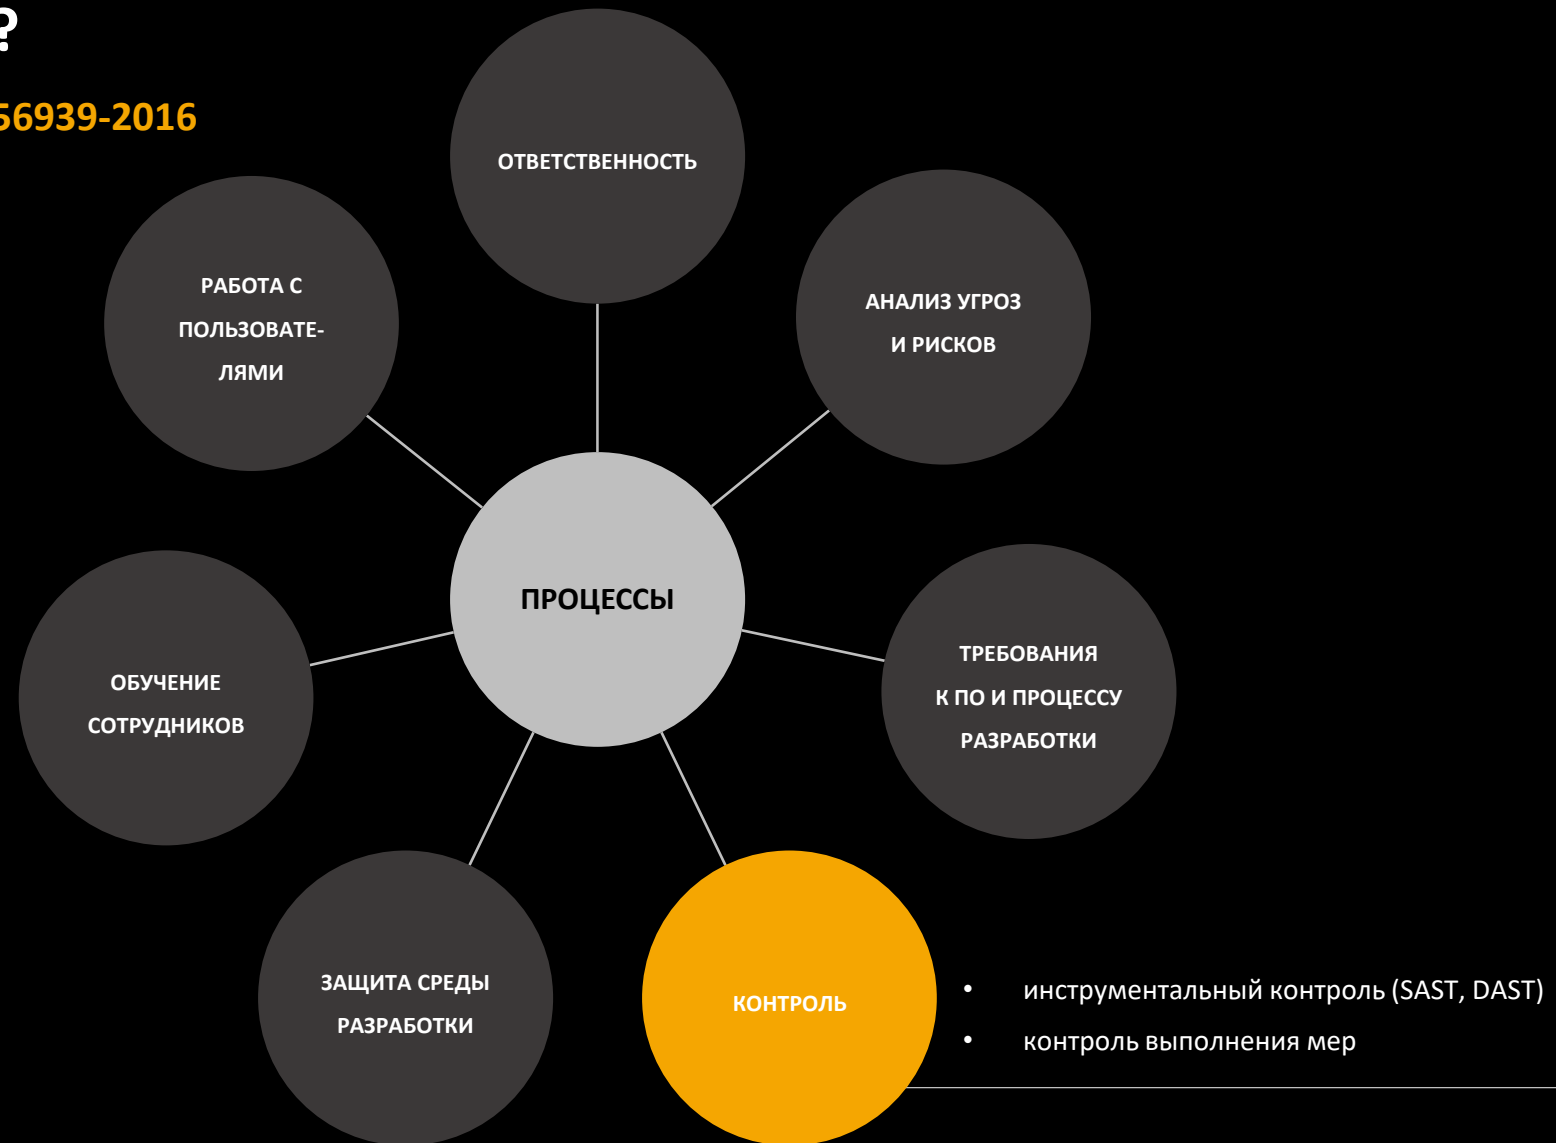 ?
56939-2016
ОТВЕТСТВЕННОСТЬ
РАБОТА С
ПОЛЬЗОВАТЕ-
ЛЯМИ
АНАЛИЗ УГРОЗ
И РИСКОВ
ПРОЦЕССЫ
ОБУЧЕНИЕ
СОТРУДНИКОВ
ТРЕБОВАНИЯ
К ПО И ПРОЦЕССУ
РАЗРАБОТКИ
ЗАЩИТА СРЕДЫ
РАЗРАБОТКИ
КОНТРОЛЬ
• инструментальный контроль (SAST, DAST)
• контроль выполнения мер